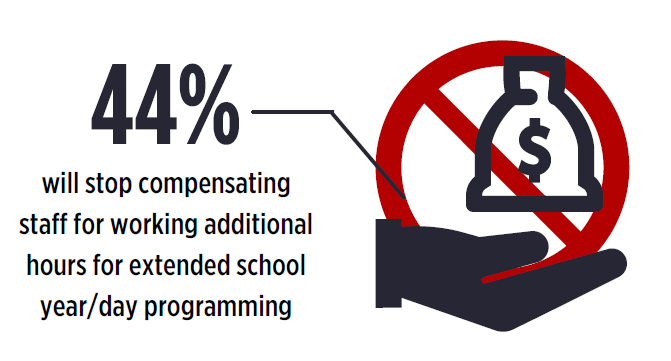 44%
will stop compensating
staff for working additional
hours for extended school
year/day programming
$